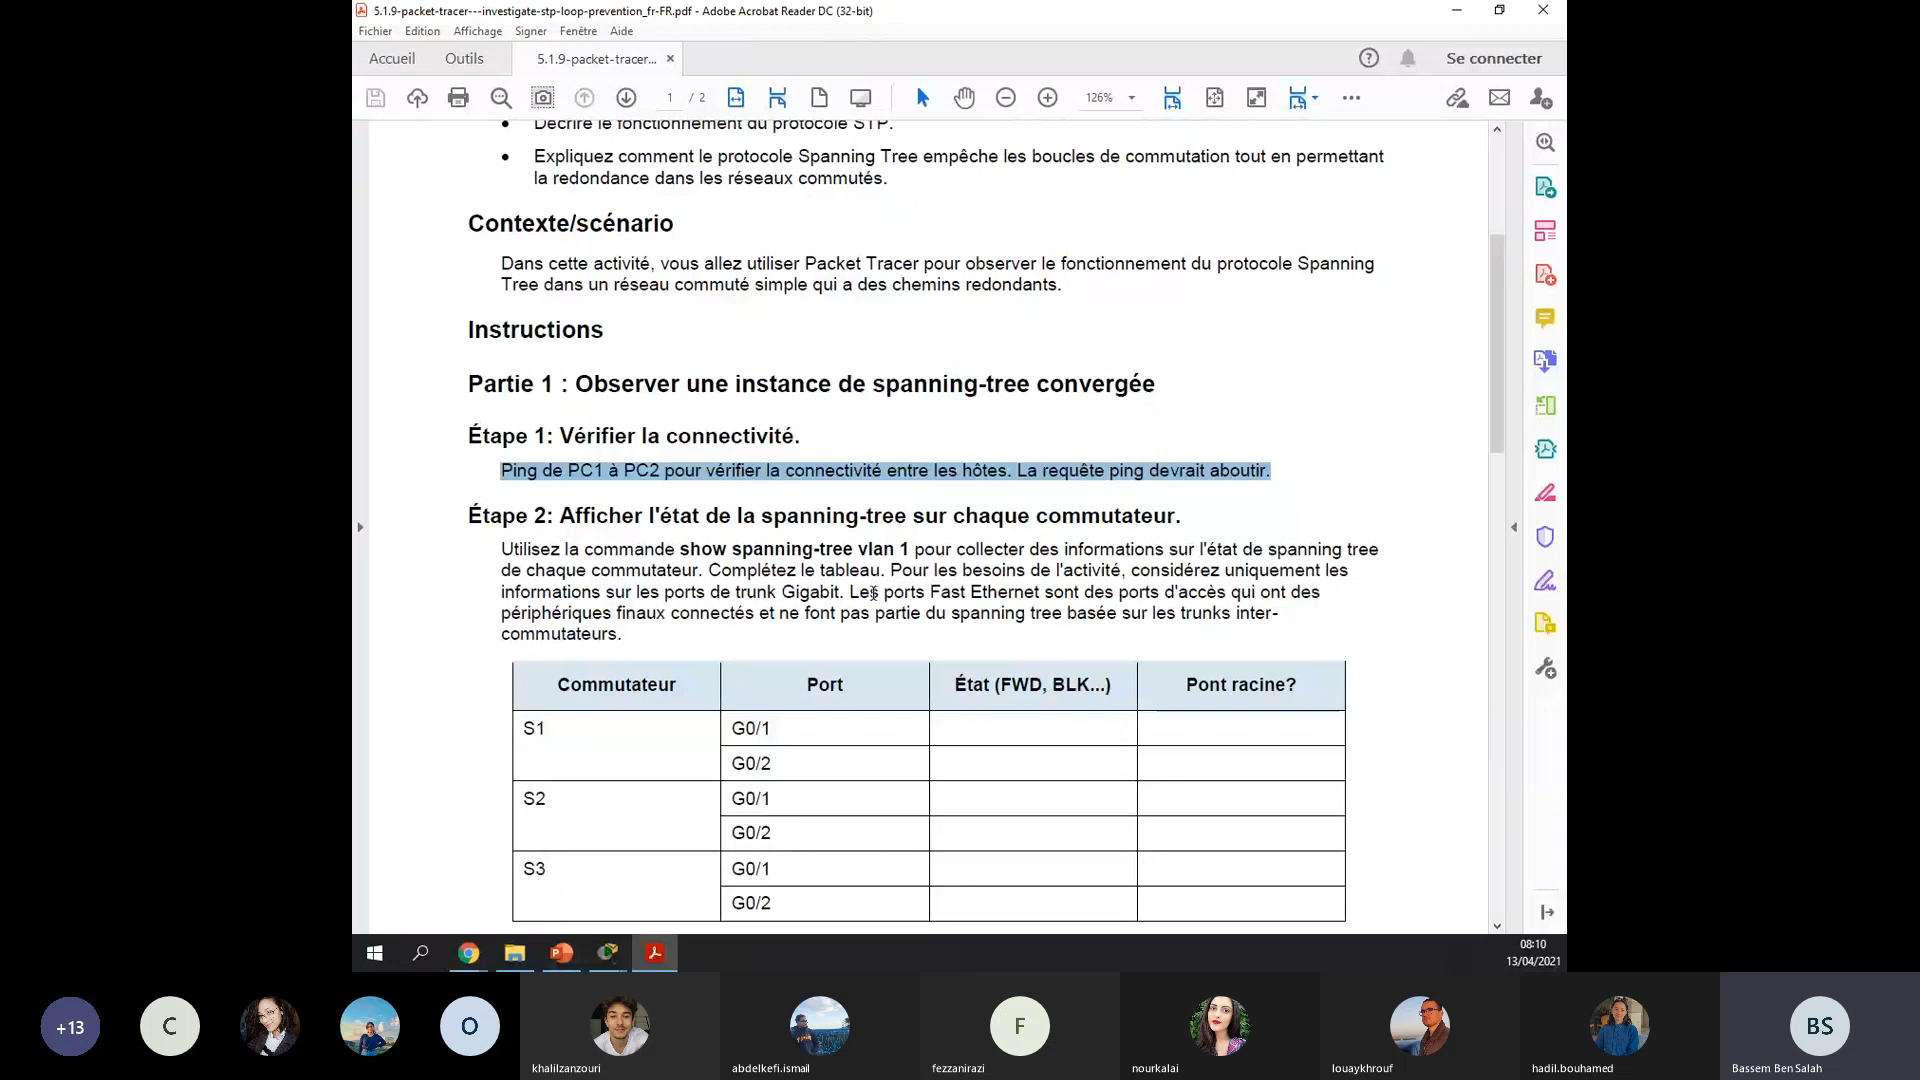 5.1.9-packet-tracer---investigate-stp-loop-prevention_fr-FR.pdf - Adobe Acrobat Reader DC (32-bit)
Fichier Edition Affichage Signer Fenêtre Aide
Accueil Outils 5.1.9-packet-tracer... × Se connecter
1 / 2 126%
Décrire le fonctionnement du protocole STP.
• Expliquez comment le protocole Spanning Tree empêche les boucles de commutation tout en permettant
la redondance dans les réseaux commutés.
Contexte/scénario
Dans cette activité, vous allez utiliser Packet Tracer pour observer le fonctionnement du protocole Spanning
Tree dans un réseau commuté simple qui a des chemins redondants.
Instructions
Partie 1 : Observer une instance de spanning-tree convergée
Étape 1: Vérifier la connectivité.
Ping de PC1 à PC2 pour vérifier la connectivité entre les hôtes. La requête ping devrait aboutir.
Étape 2: Afficher l'état de la spanning-tree sur chaque commutateur.
Utilisez la commande show spanning-tree vlan 1 pour collecter des informations sur l'état de spanning tree
de chaque commutateur. Complétez le tableau. Pour les besoins de l'activité, considérez uniquement les
informations sur les ports de trunk Gigabit. Les ports Fast Ethernet sont des ports d'accès qui ont des
périphériques finaux connectés et ne font pas partie du spanning tree basée sur les trunks inter-
commutateurs.
Commutateur Port État (FWD, BLK...) Pont racine?
S1 G0/1
G0/2
S2 G0/1
G0/2
S3 G0/1
G0/2
08:10
13/04/2021
+13 C O F BS
khalilzanzouri abdelkefi.ismail fezzanirazi nourkalai louaykhrouf hadil.bouhamed Bassem Ben Salah